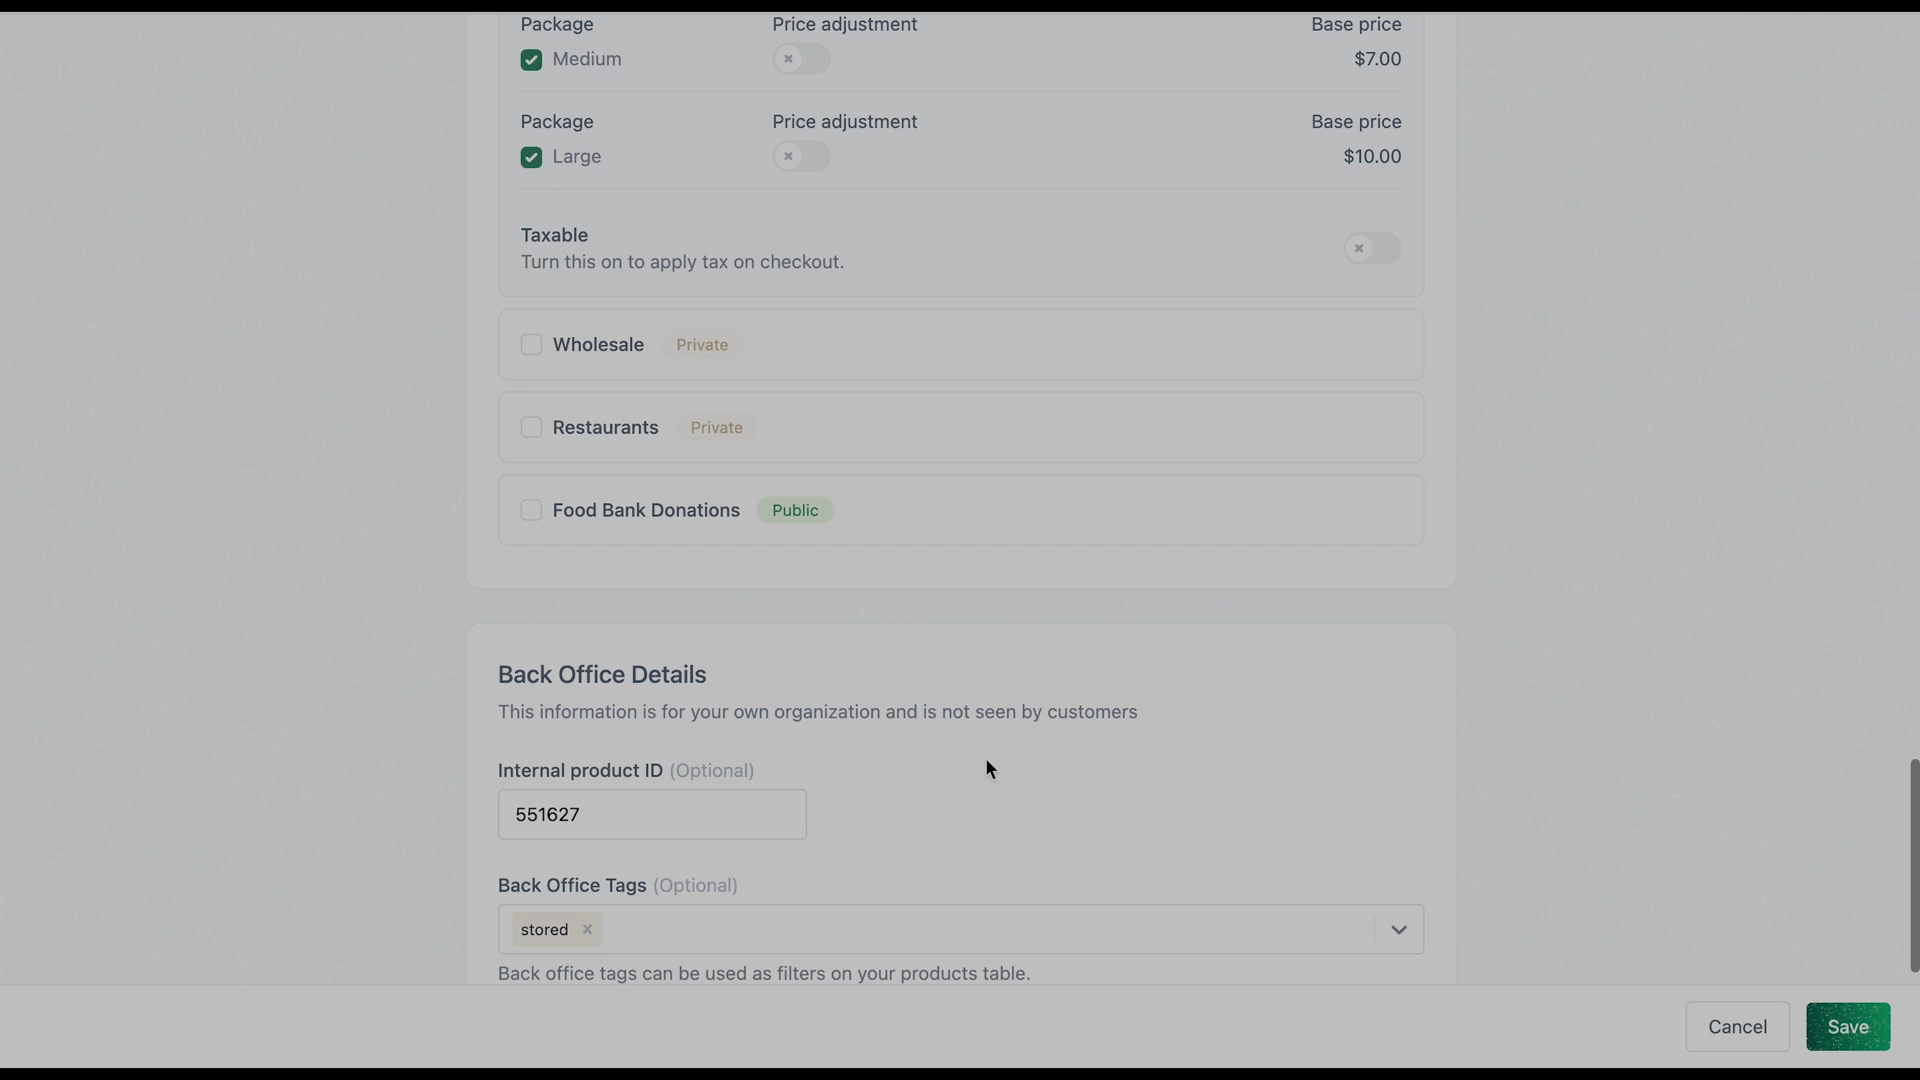 Package Price adjustment Base price
Medium $7.00
Package Price adjustment Base price
Large $10.00
Taxable
Turn this on to apply tax on checkout.
Wholesale Private
Restaurants Private
Food Bank Donations Public
Back Office Details
This information is for your own organization and is not seen by customers
Internal product ID (Optional)
551627
Back Office Tags (Optional)
stored
Back office tags can be used as filters on your products table.
Cancel Save